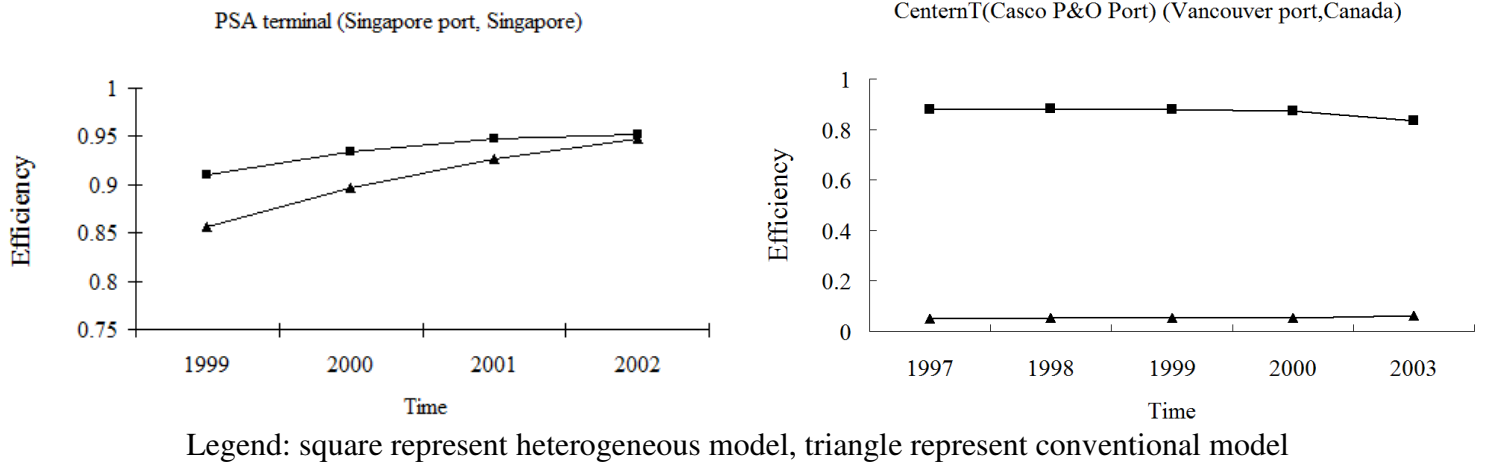 PSA terminal (Singapore port, Singapore)
Efficiency
1
0.95
0.9
0.85
0.8
0.75
1999 2000 2001 2002
Time
CenternT(Casco P&O Port) (Vancouver port,Canada)
Efficiency
1
0.8
0.6
0.4
0.2
0
1997 1998 1999 2000 2003
Time
Legend: square represent heterogeneous model, triangle represent conventional model